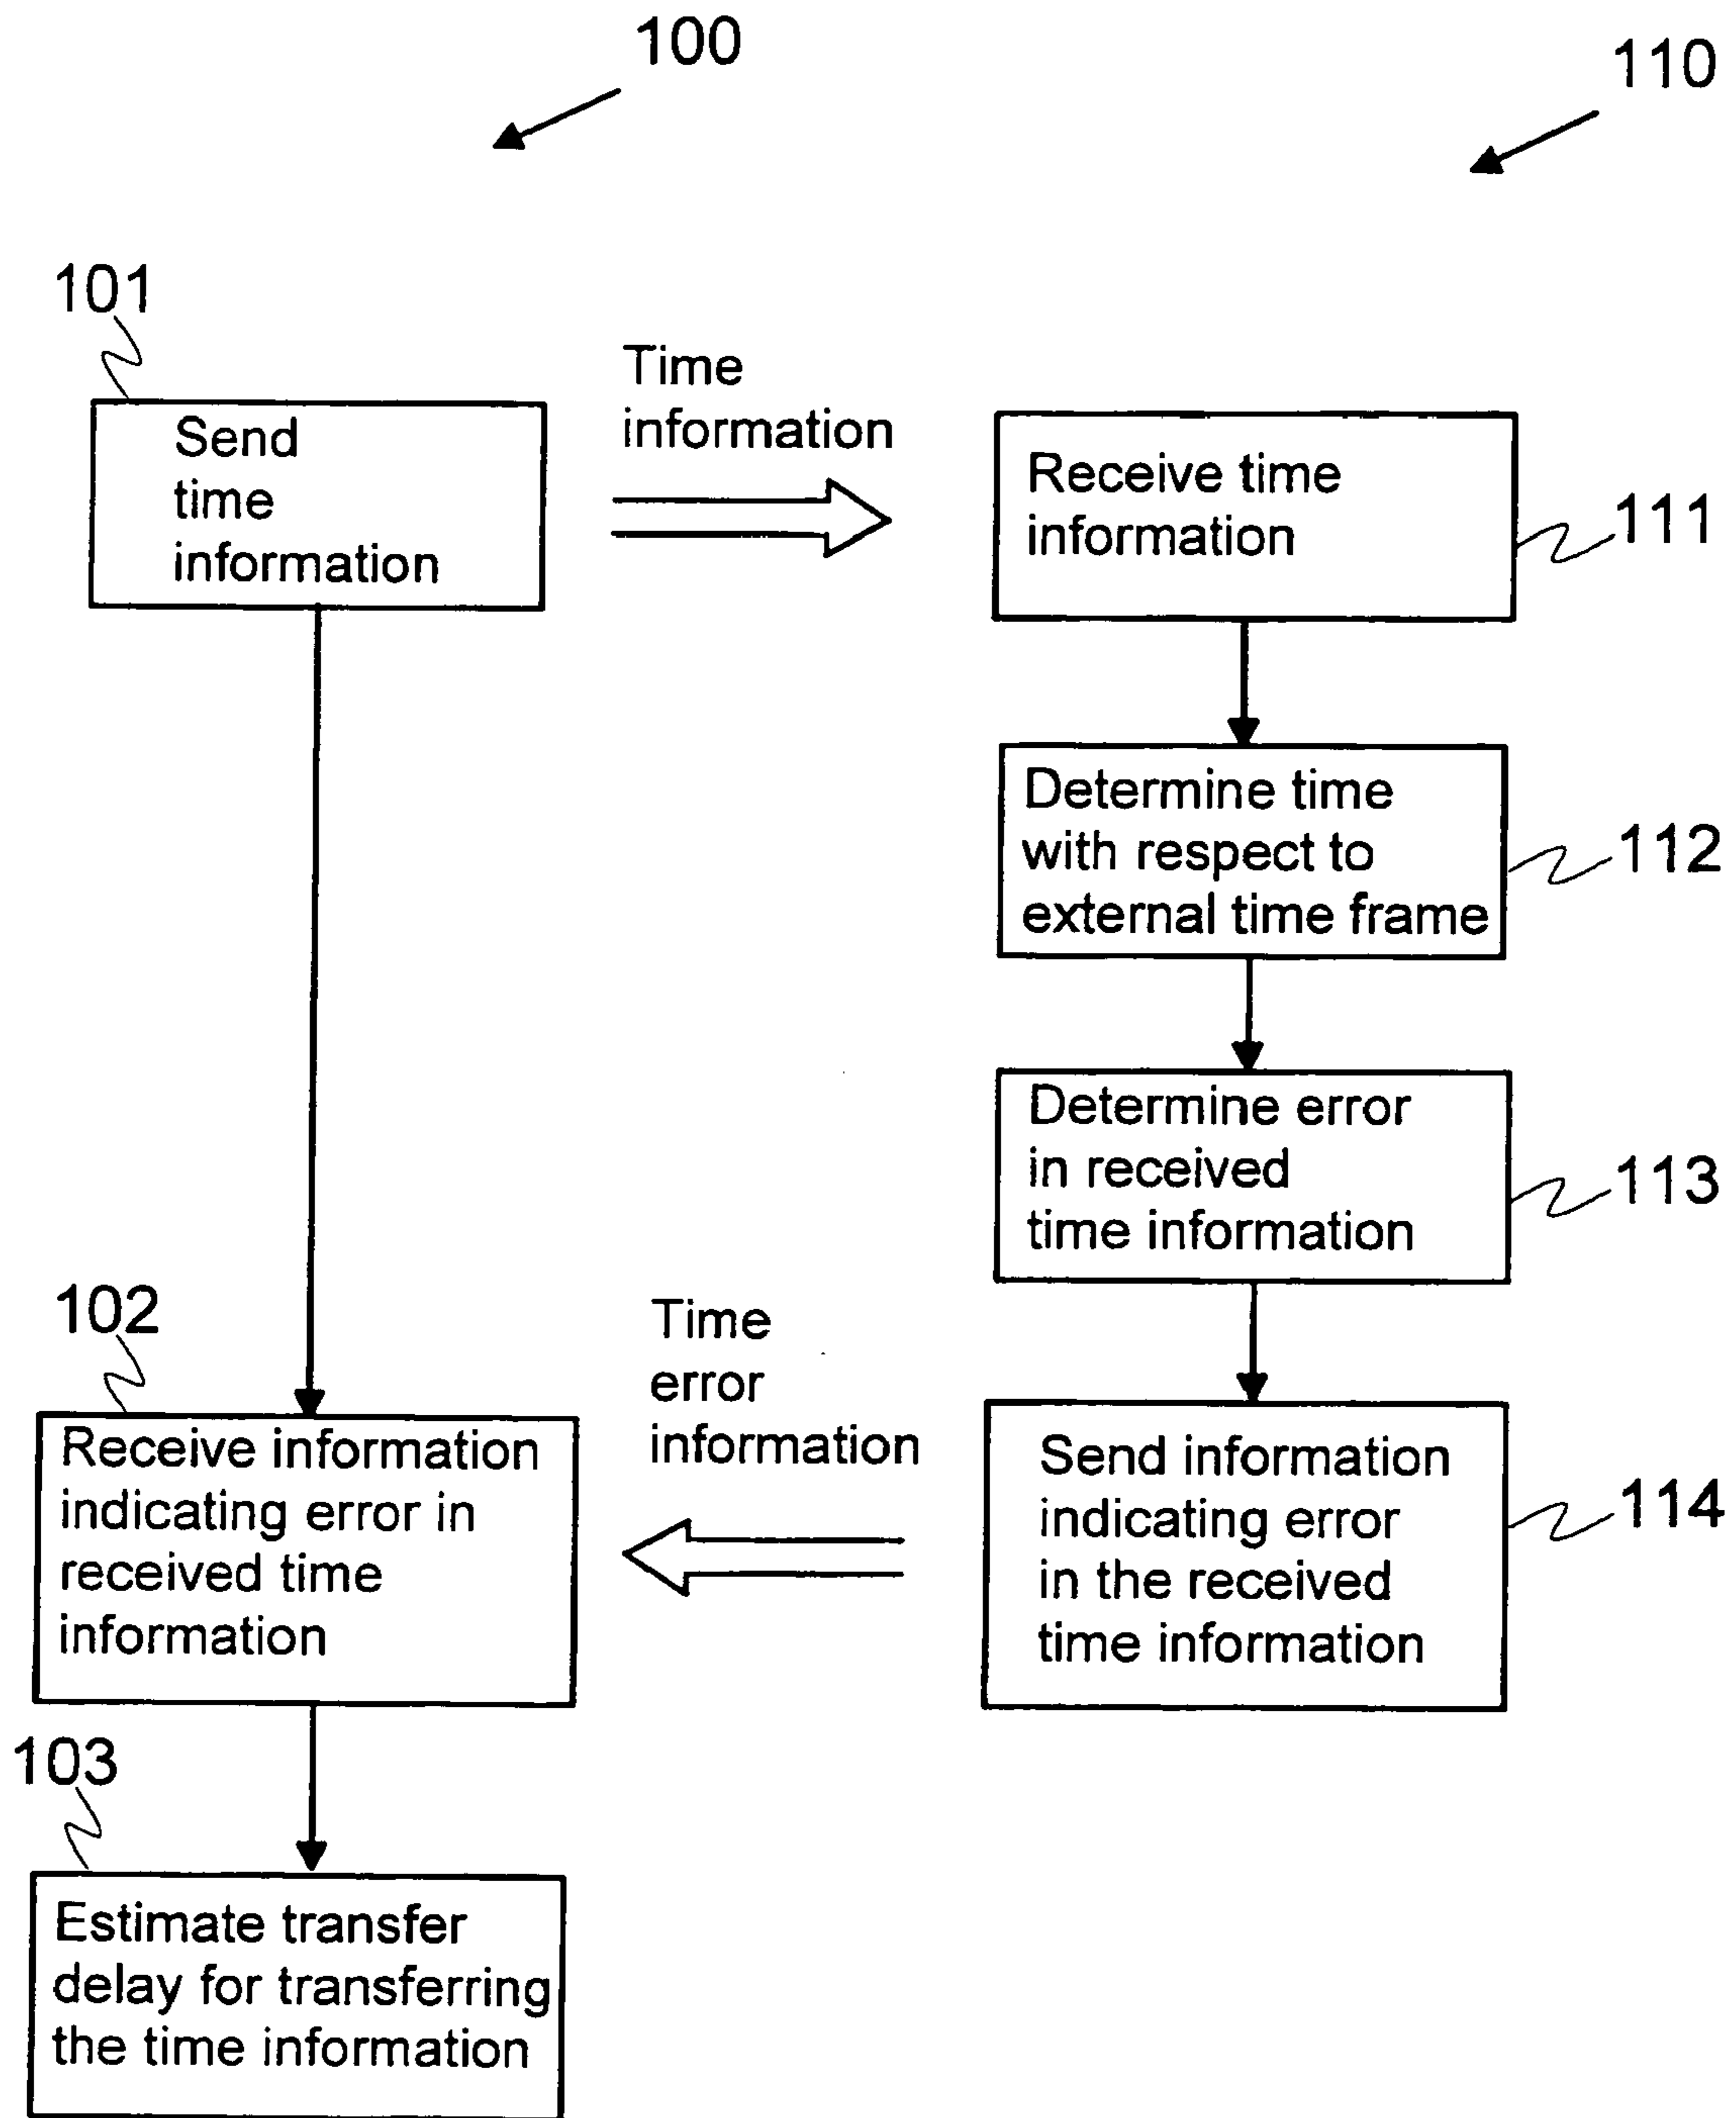 100
110
101
Send
time
information
Time
information
Receive time
information
111
Determine time
with respect to
external time frame
112
Determine error
in received
time information
113
102
Receive information
indicating error in
received time
information
Time
error
information
Send information
indicating error
in the received
time information
114
103
Estimate transfer
delay for transferring
the time information